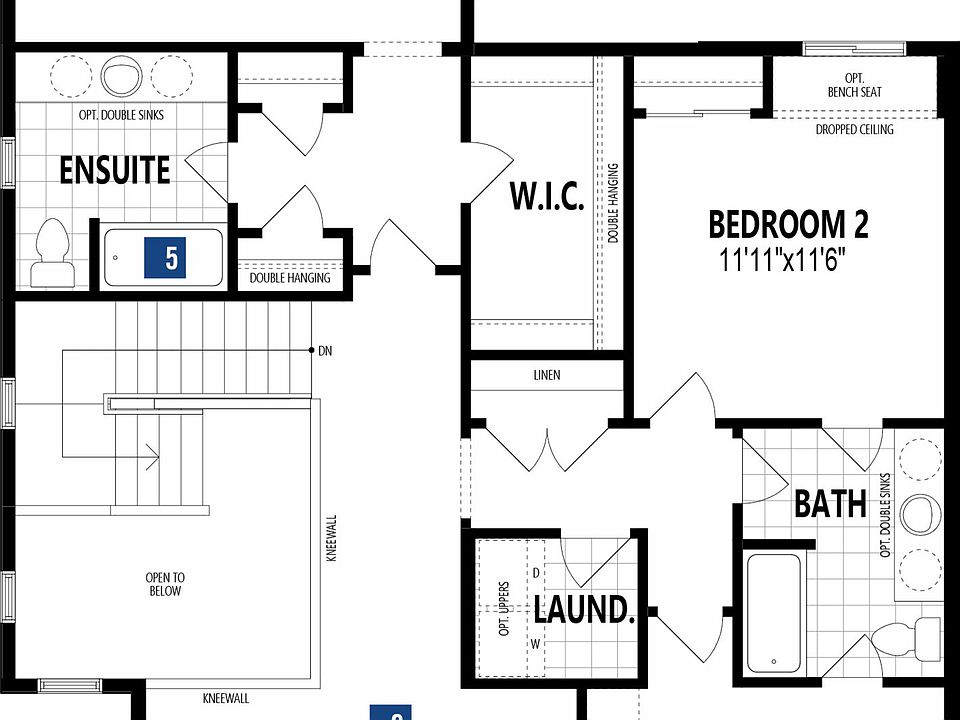 OPT.
BENCH SEAT
OPT. DOUBLE SINKS
DROPPED CEILING
ENSUITE
W.I.C.
DOUBLE HANGING
BEDROOM 2
11'11"x11'6"
5
DOUBLE HANGING
DN
LINEN
BATH
OPT. DOUBLE SINKS
KNEEWALL
OPEN TO
BELOW
D
OPT. UPPERS
LAUND.
W
KNEEWALL